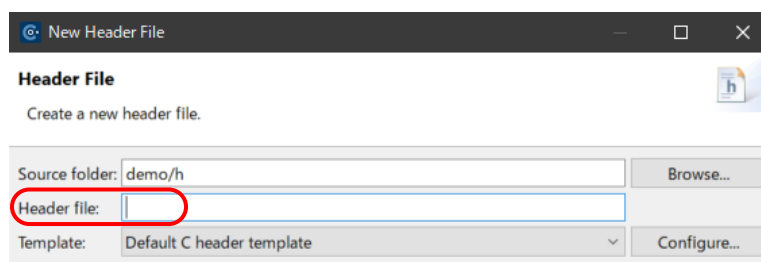 New Header File
Header File
h
Create a new header file.
Source folder: demo/h Browse...
Header file:
Template: Default C header template Configure...